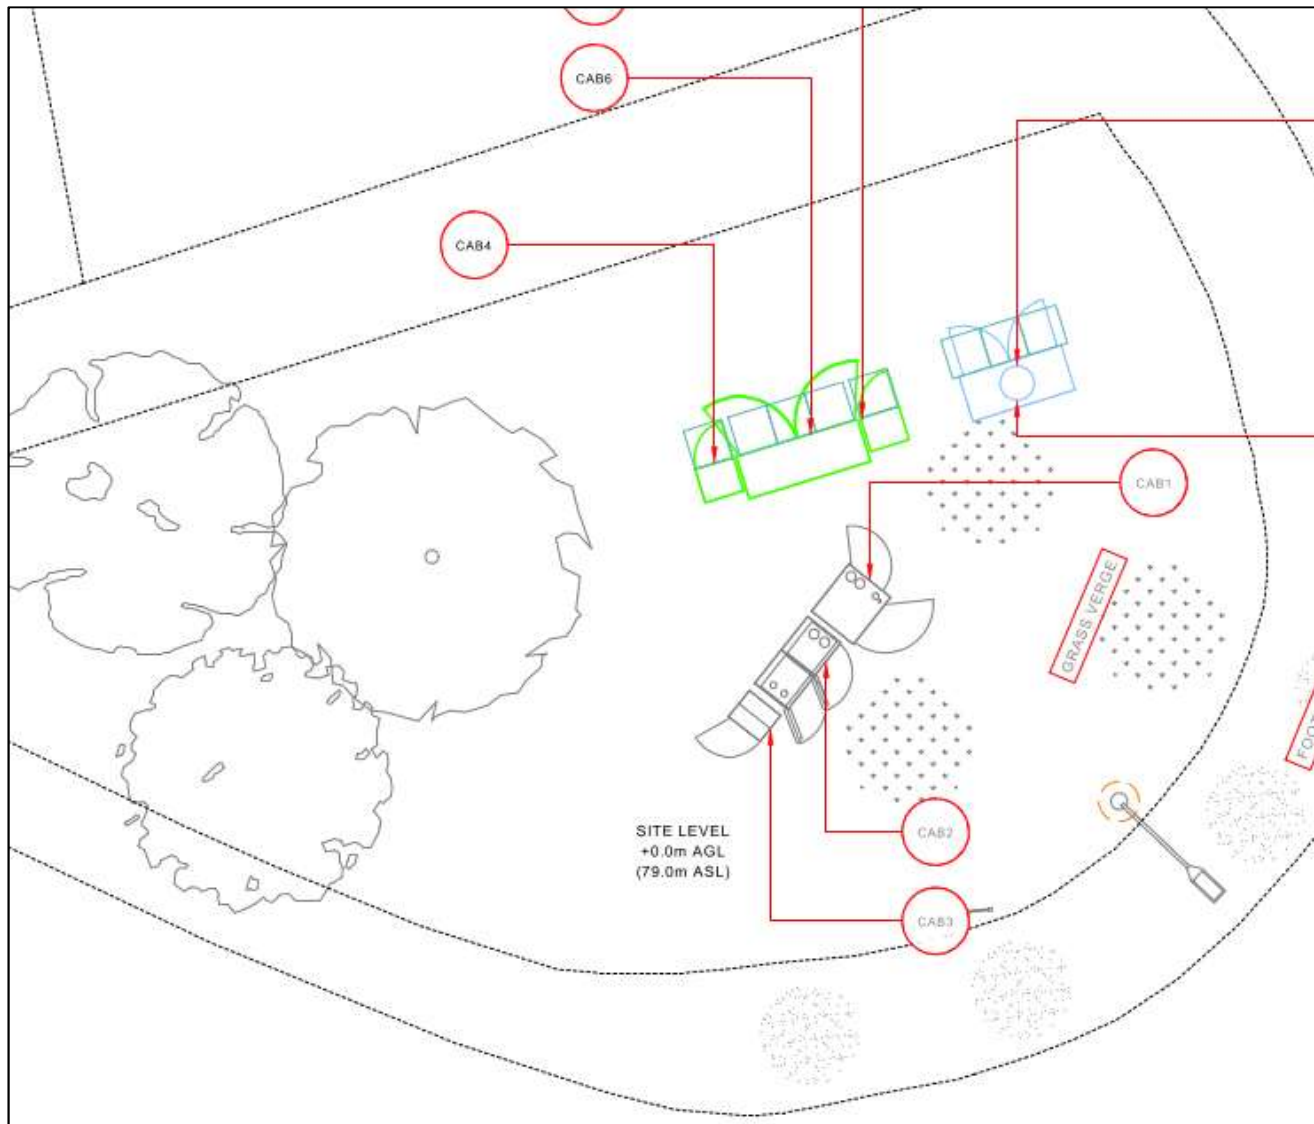 CAB6
CAB4
CAB1
GRASS VERGE
SITE LEVEL
+0.0m AGL
(79.0m ASL)
CAB2
CAB3